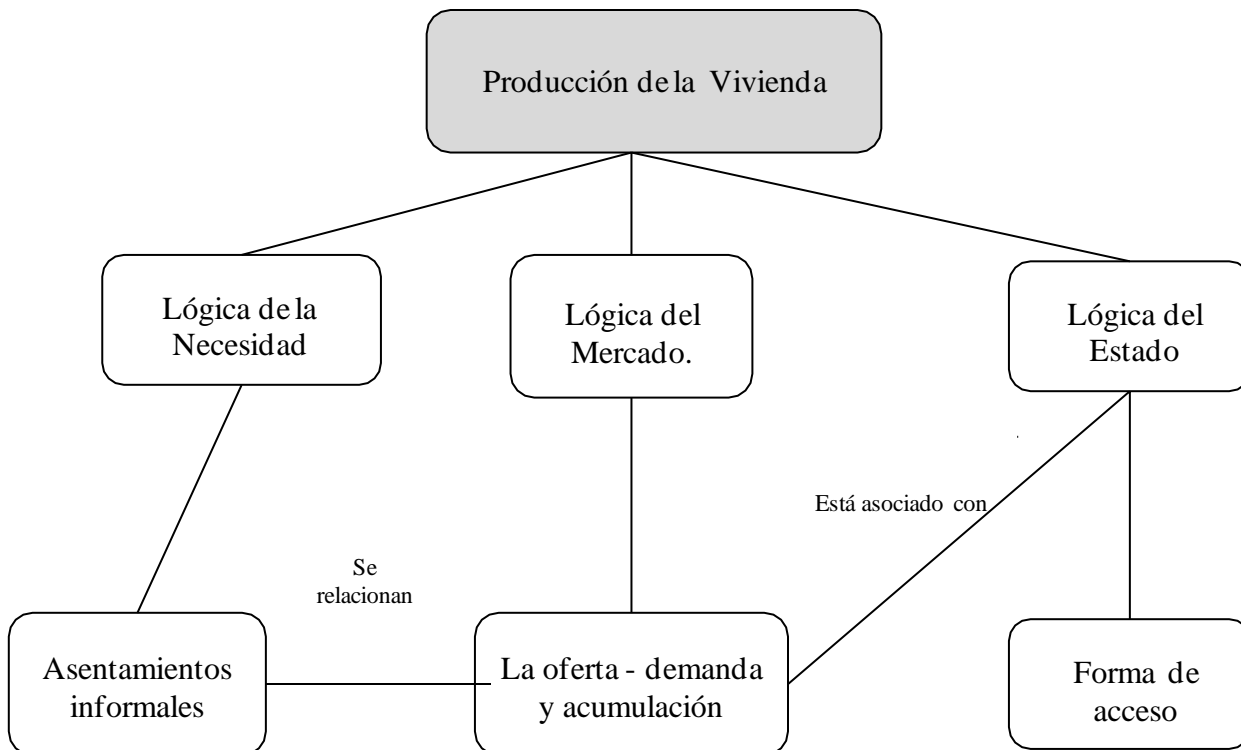 Producción de la Vivienda
Lógica de la
Necesidad
Lógica del
Mercado.
Lógica del
Estado
Está asociado con
Se
relacionan
Asentamientos
informales
La oferta - demanda
y acumulación
Forma de
acceso